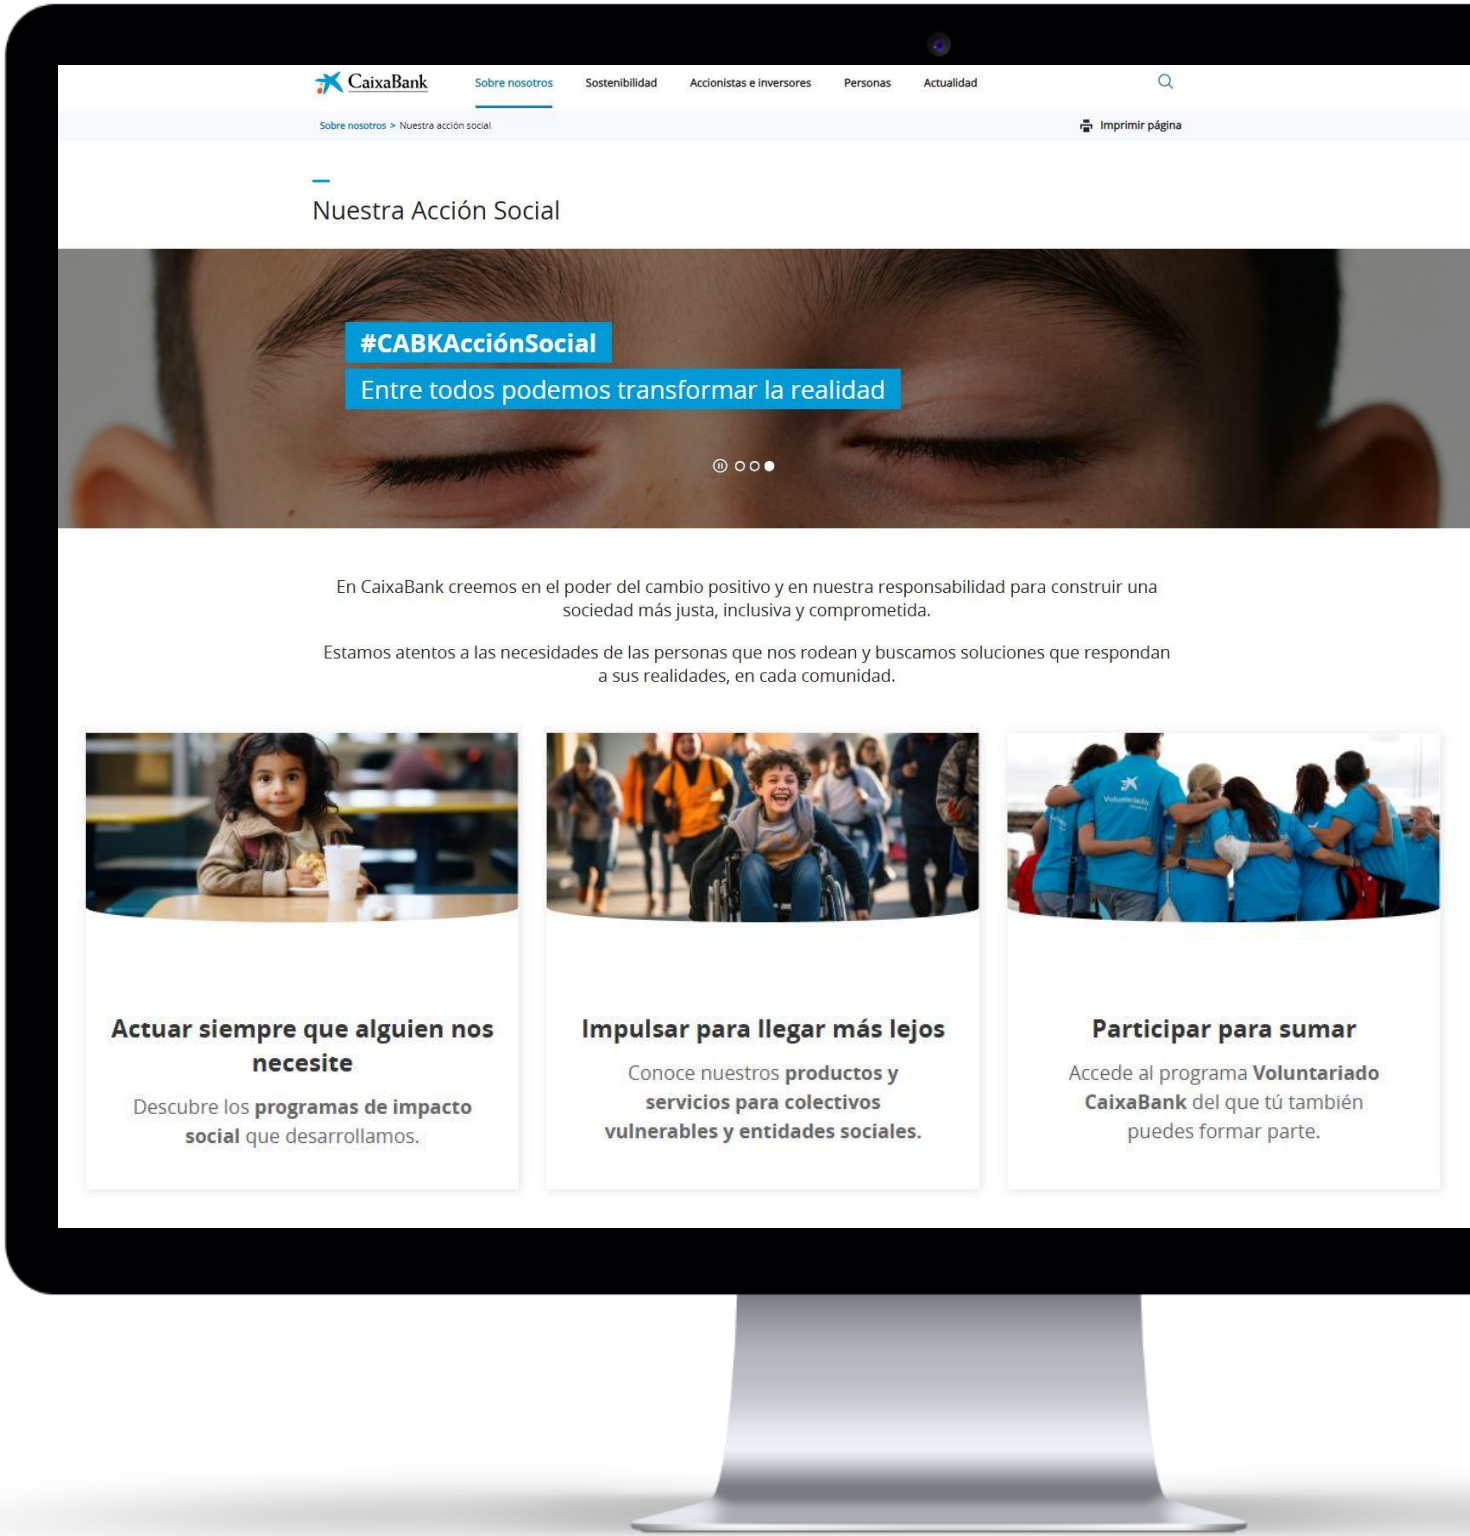 CaixaBank
Sobre nosotros
Sostenibilidad
Accionistas e inversores
Personas
Actualidad
Sobre nosotros > Nuestra acción social
Imprimir página
Nuestra Acción Social
#CABKAcciónSocial
Entre todos podemos transformar la realidad
En CaixaBank creemos en el poder del cambio positivo y en nuestra responsabilidad para construir una
sociedad más justa, inclusiva y comprometida.
Estamos atentos a las necesidades de las personas que nos rodean y buscamos soluciones que respondan
a sus realidades, en cada comunidad.
Voluntariado
Actuar siempre que alguien nos
necesite
Descubre los programas de impacto
social que desarrollamos.
Impulsar para llegar más lejos
Conoce nuestros productos y
servicios para colectivos
vulnerables y entidades sociales.
Participar para sumar
Accede al programa Voluntariado
CaixaBank del que tú también
puedes formar parte.